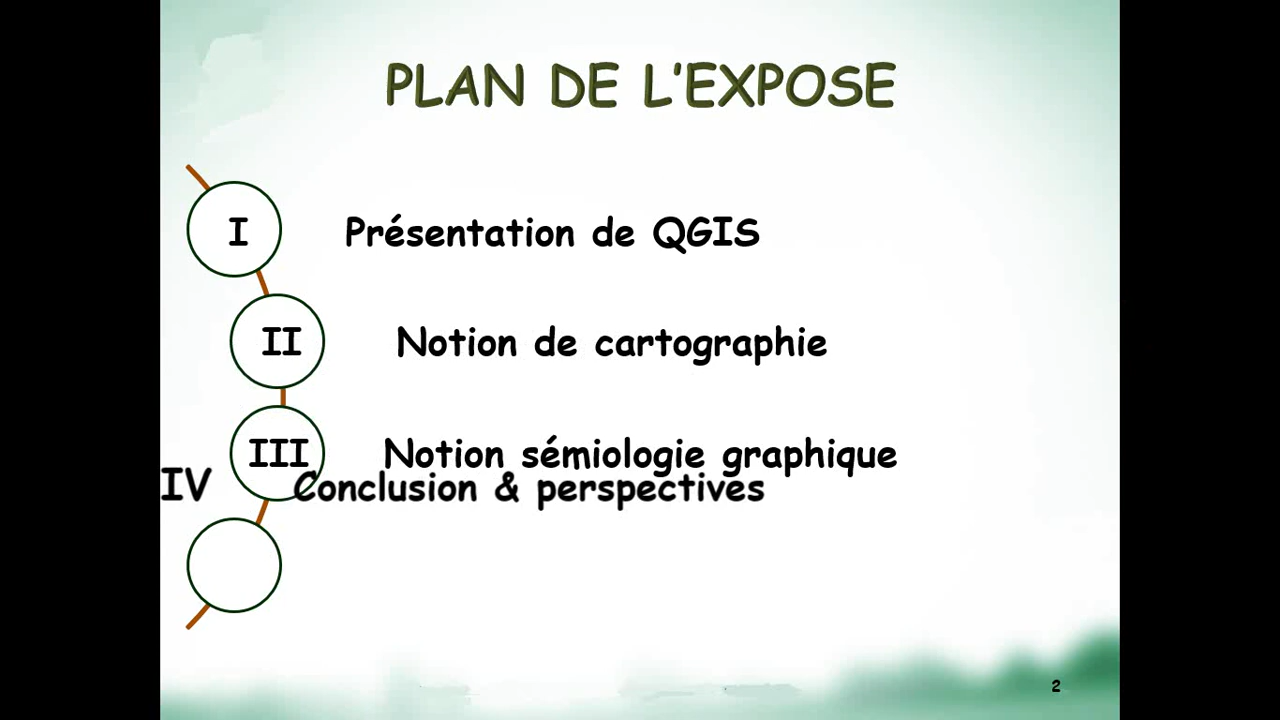 PLAN DE L'EXPOSE
I Présentation de QGIS
II Notion de cartographie
III Notion sémiologie graphique
IV Conclusion & perspectives
2